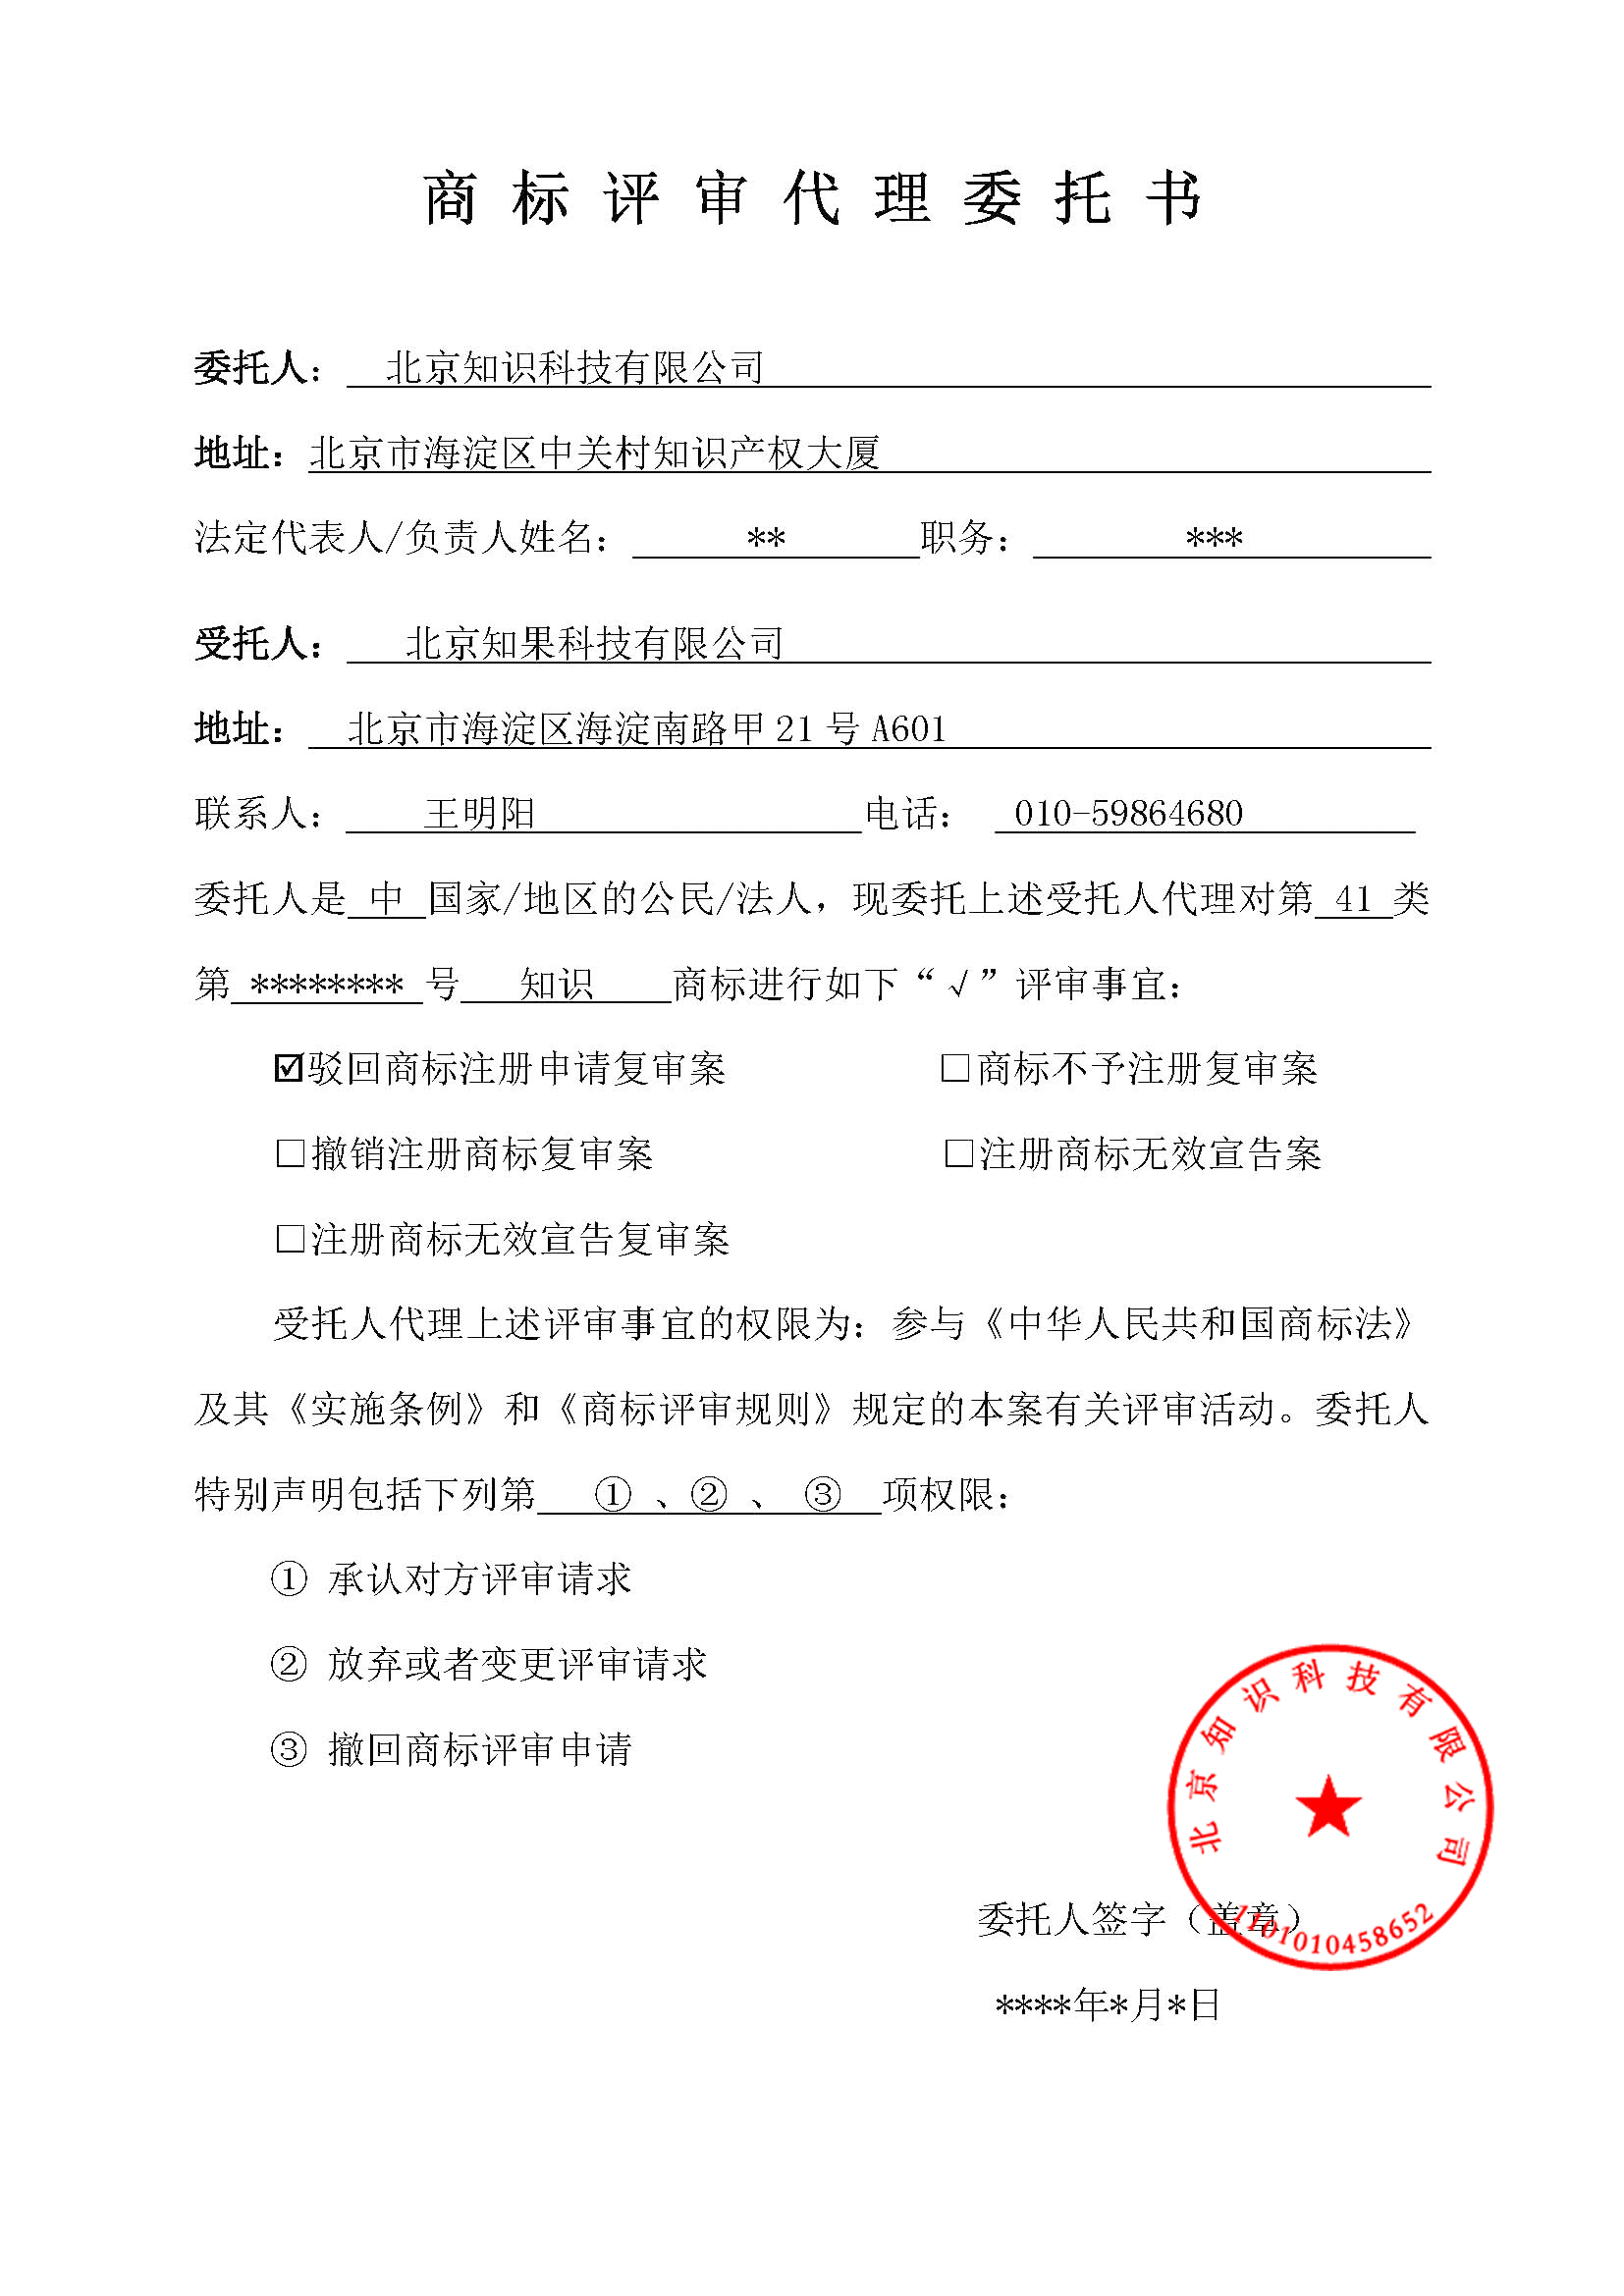 商标评审代理委托书
委托人：北京知识科技有限公司
地址：北京市海淀区中关村知识产权大厦
法定代表人/负责人姓名：** 职务：***
受托人：北京知果科技有限公司
地址：北京市海淀区海淀南路甲21号A601
联系人：王明阳 电话：010-59864680
委托人是 中 国家/地区的公民/法人，现委托上述受托人代理对第 41 类
第 ******** 号 知识 商标进行如下“√”评审事宜：
☑驳回商标注册申请复审案 □商标不予注册复审案
□撤销注册商标复审案 □注册商标无效宣告案
□注册商标无效宣告复审案
受托人代理上述评审事宜的权限为：参与《中华人民共和国商标法》
及其《实施条例》和《商标评审规则》规定的本案有关评审活动。委托人
特别声明包括下列第 ① 、② 、 ③ 项权限：
① 承认对方评审请求
② 放弃或者变更评审请求
③ 撤回商标评审申请
北京知识科技有限公司
1101010458652
委托人签字（盖章）
****年*月*日